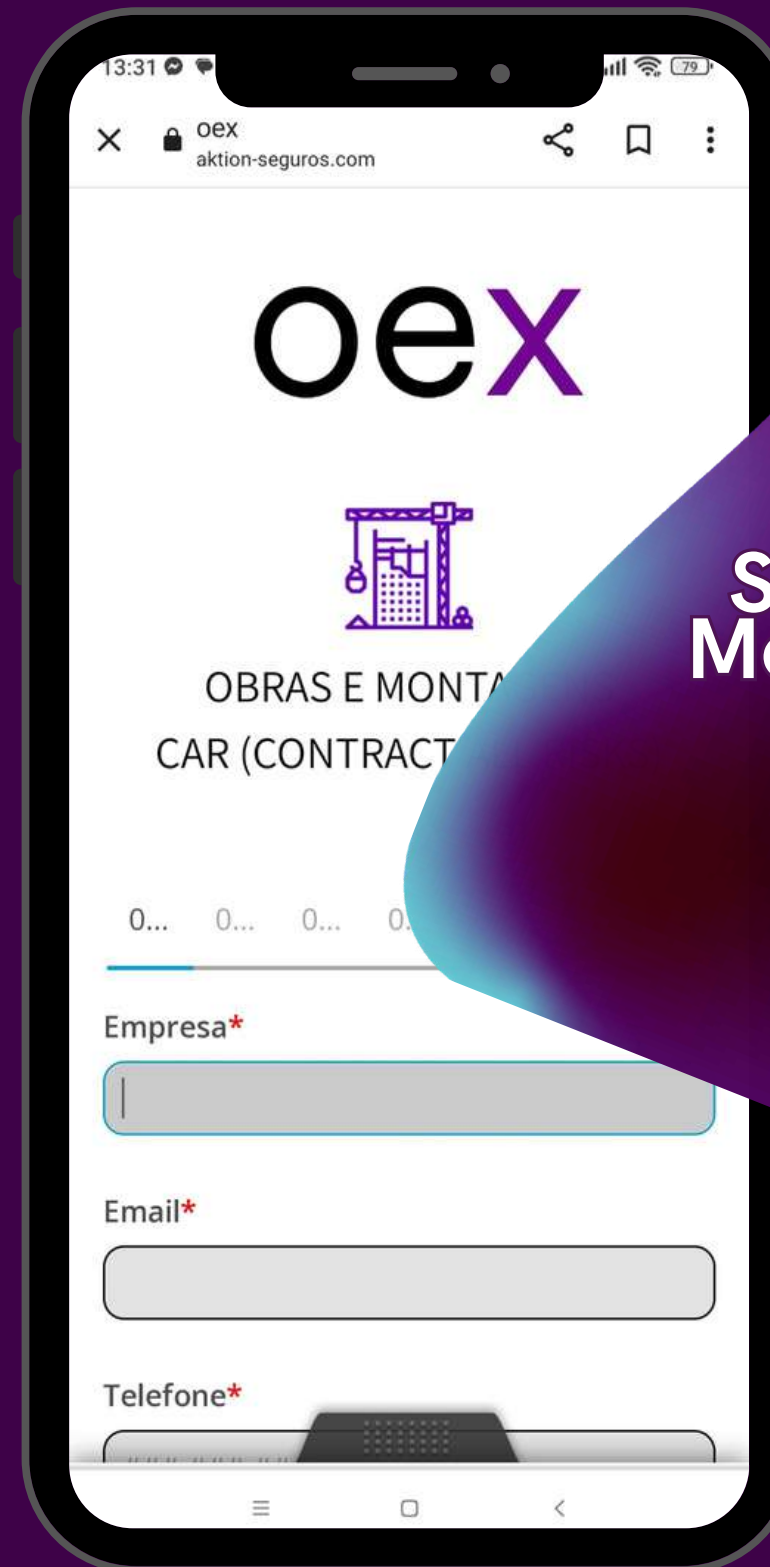 13:31
79
oex
aktion-seguros.com
oex
OBRAS E MONTA
CAR (CONTRACT
0... 0... 0... 0.
Empresa*
Email*
Telefone*
S
Mo